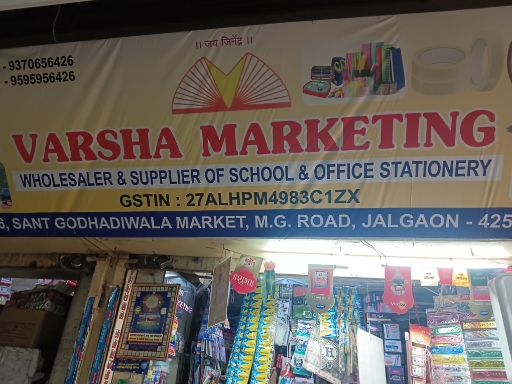 ।। जय जिनेंद्र ।।
- 9370656426
- 9595956426
VARSHA MARKETING
WHOLESALER & SUPPLIER OF SCHOOL & OFFICE STATIONERY
GSTIN : 27ALHPM4983C1ZX
6, SANT GODHADIWALA MARKET, M.G. ROAD, JALGAON - 425